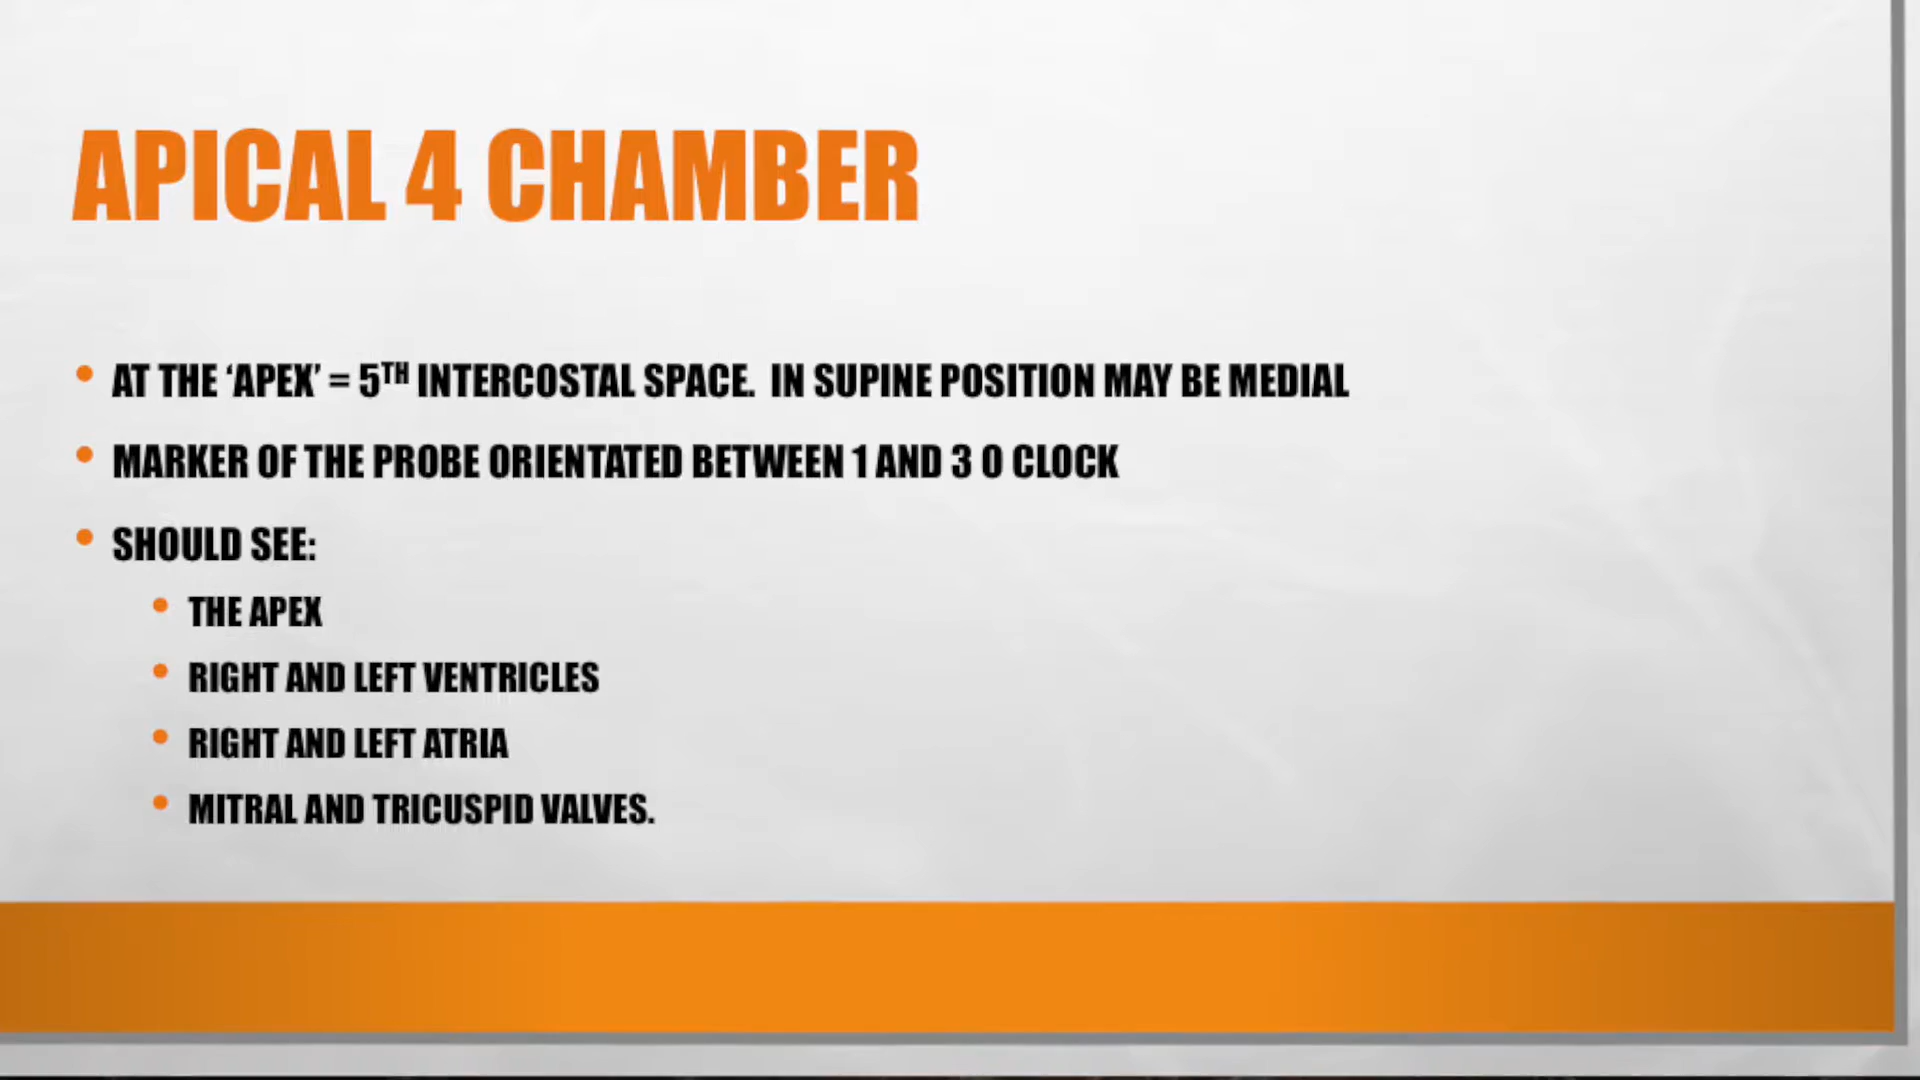 APICAL 4 CHAMBER
• AT THE ‘APEX’ = 5TH INTERCOSTAL SPACE. IN SUPINE POSITION MAY BE MEDIAL
• MARKER OF THE PROBE ORIENTATED BETWEEN 1 AND 3 O CLOCK
• SHOULD SEE:
• THE APEX
• RIGHT AND LEFT VENTRICLES
• RIGHT AND LEFT ATRIA
• MITRAL AND TRICUSPID VALVES.